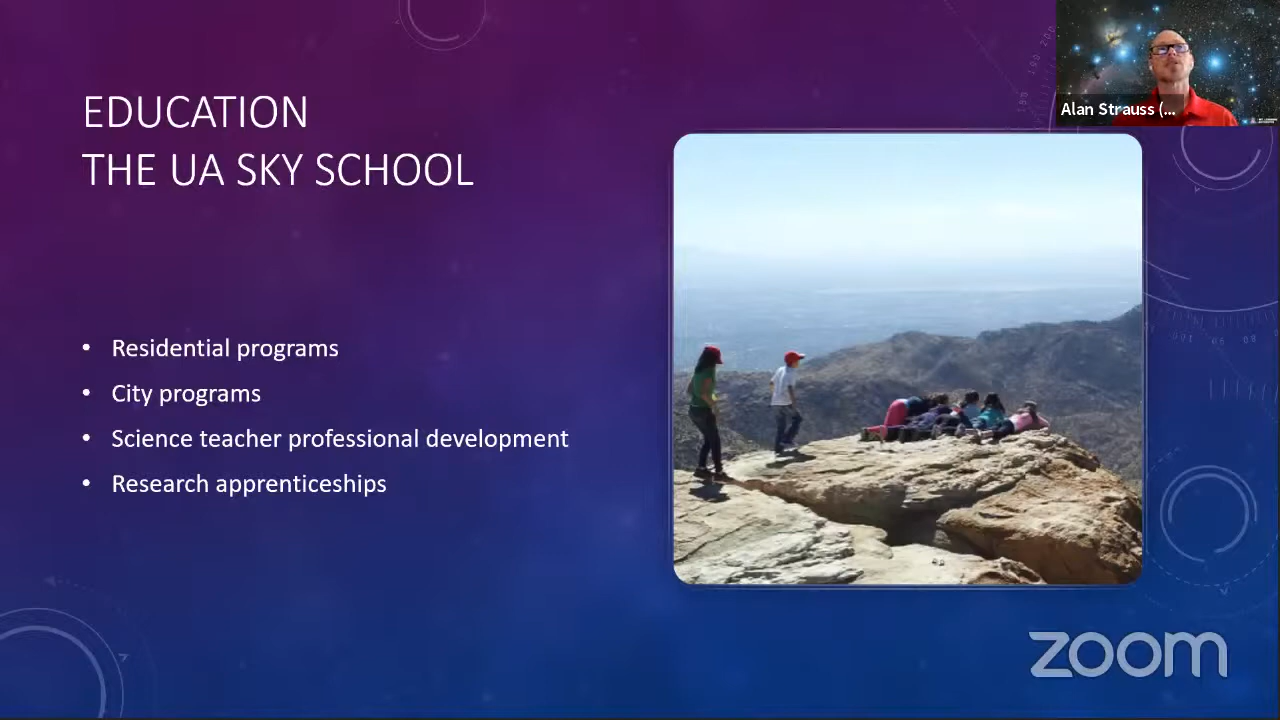 EDUCATION
THE UA SKY SCHOOL
Alan Strauss (...
• Residential programs
• City programs
• Science teacher professional development
• Research apprenticeships
zoom